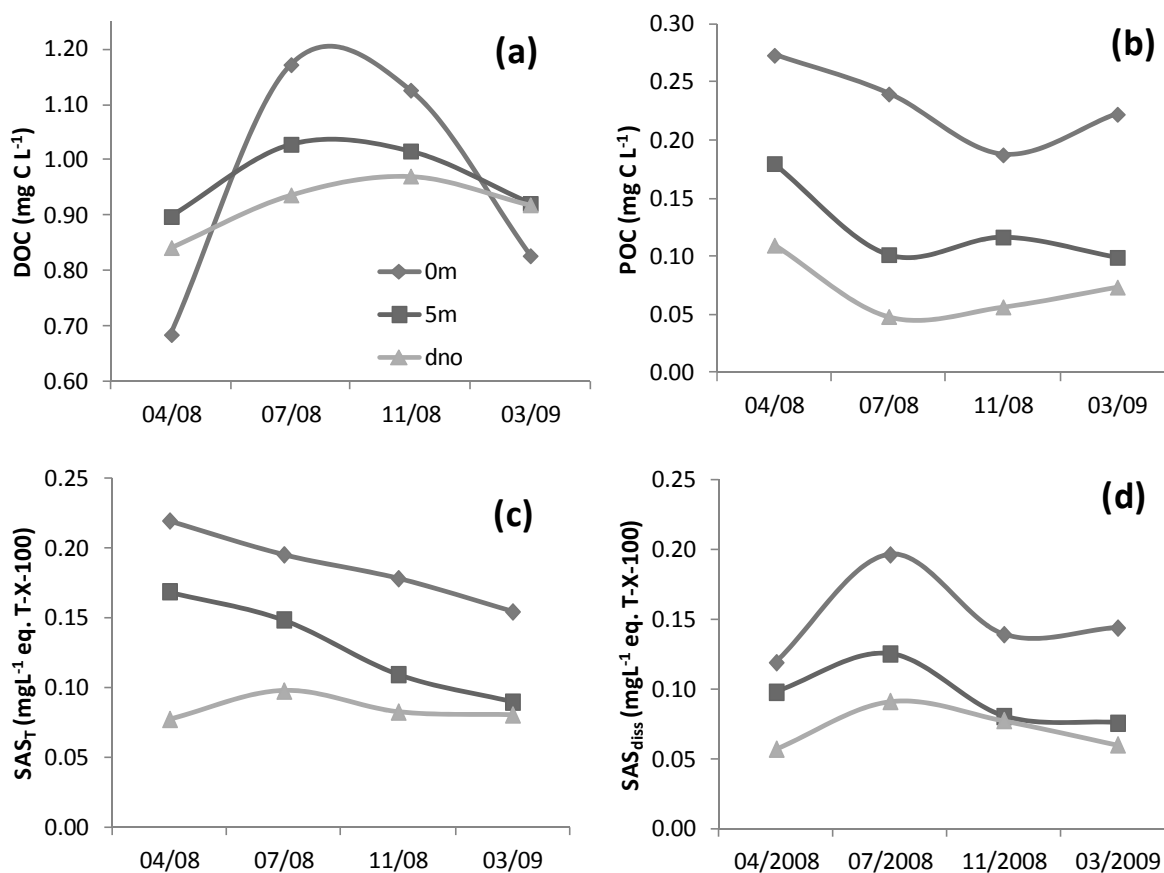 (a)
DOC (mg C L-1)
1.20
1.10
1.00
0.90
0.80
0.70
0.60
0m
5m
dno
04/08 07/08 11/08 03/09
(b)
POC (mg C L-1)
0.30
0.25
0.20
0.15
0.10
0.05
0.00
04/08 07/08 11/08 03/09
(c)
SAST (mgL-1 eq. T-X-100)
0.25
0.20
0.15
0.10
0.05
0.00
04/08 07/08 11/08 03/09
(d)
SASdiss (mgL-1 eq. T-X-100)
0.25
0.20
0.15
0.10
0.05
0.00
04/2008 07/2008 11/2008 03/2009